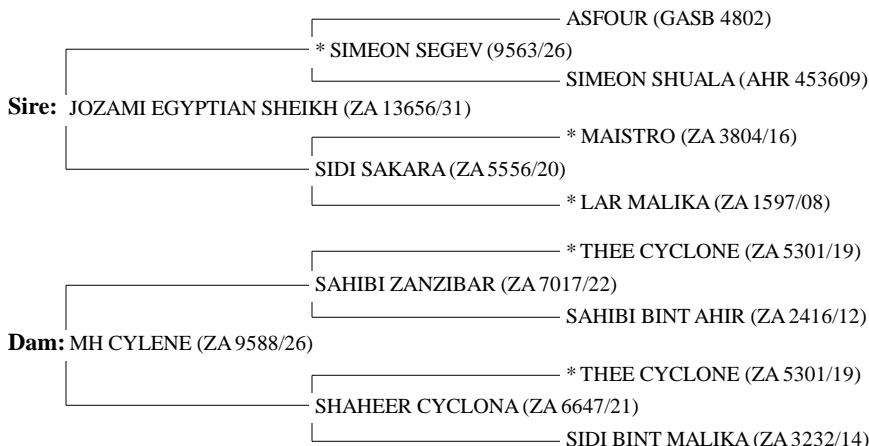 ASFOUR (GASB 4802)
* SIMEON SEGEV (9563/26)
SIMEON SHUALA (AHR 453609)
Sire: JOZAMI EGYPTIAN SHEIKH (ZA 13656/31)
* MAISTRO (ZA 3804/16)
SIDI SAKARA (ZA 5556/20)
* LAR MALIKA (ZA 1597/08)
* THEE CYCLONE (ZA 5301/19)
SAHIBI ZANZIBAR (ZA 7017/22)
SAHIBI BINT AHIR (ZA 2416/12)
Dam: MH CYLENE (ZA 9588/26)
* THEE CYCLONE (ZA 5301/19)
SHAHEER CYCLONA (ZA 6647/21)
SIDI BINT MALIKA (ZA 3232/14)